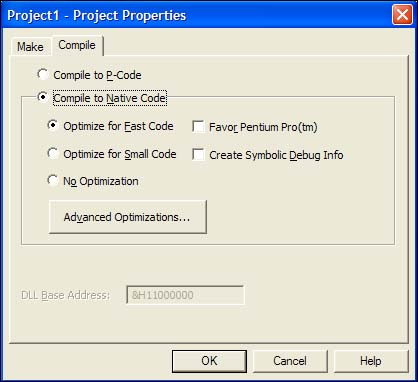 Project1 - Project Properties
Make Compile
Compile to P-Code
Compile to Native Code
Optimize for Fast Code Favor Pentium Pro(tm)
Optimize for Small Code Create Symbolic Debug Info
No Optimization
Advanced Optimizations...
DLL Base Address: &H11000000
OK Cancel Help